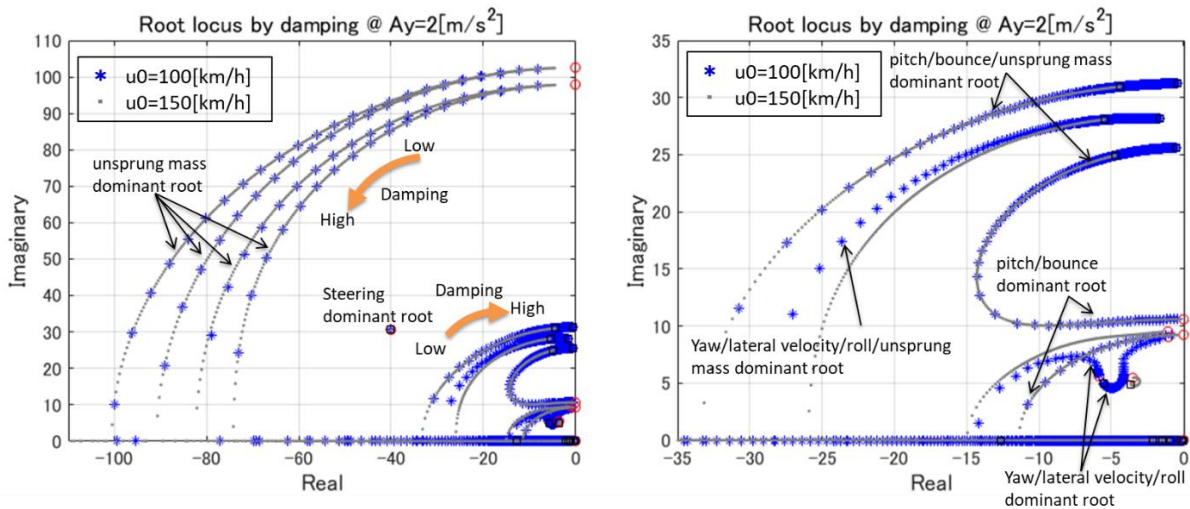 Root locus by damping @ Ay=2[m/s²]
110
100
90
80
70
60
50
40
30
20
10
0
Imaginary
u0=100[km/h]
u0=150[km/h]
unsprung mass
dominant root
Low
Damping
High
Steering
dominant root
Damping
High
Low
-100
-80
-60
-40
-20
0
Real
Root locus by damping @ Ay=2[m/s²]
35
30
25
20
15
10
5
0
Imaginary
u0=100[km/h]
u0=150[km/h]
pitch/bounce/unsprung mass
dominant root
pitch/bounce
dominant root
Yaw/lateral velocity/roll/unsprung
mass dominant root
-35
-30
-25
-20
-15
-10
-5
0
Real
Yaw/lateral velocity/roll
dominant root